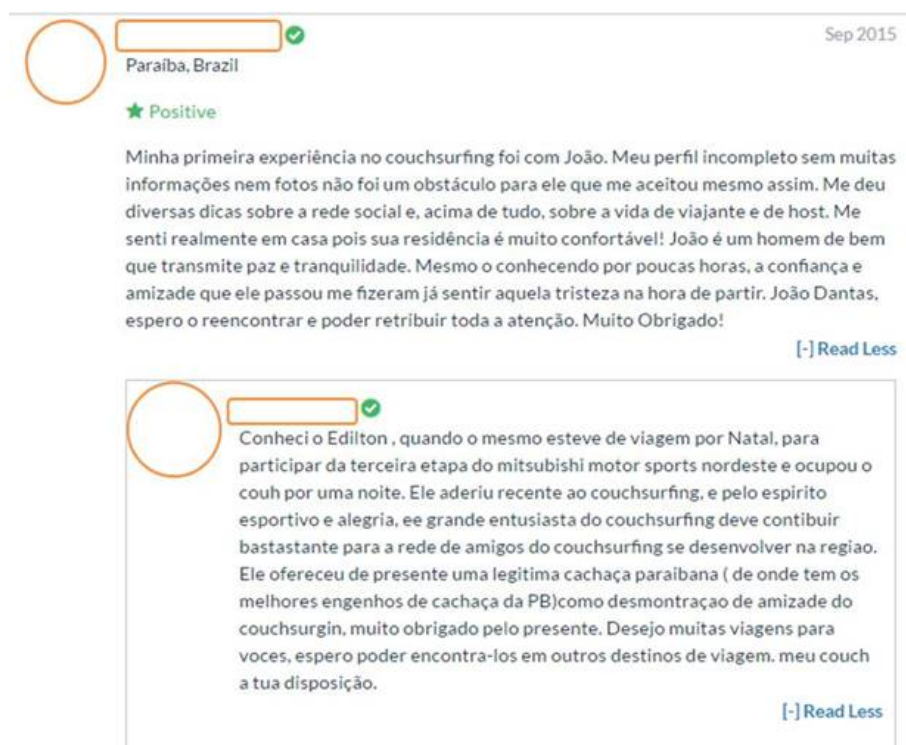 Sep 2015
Paraíba, Brazil
Positive
Minha primeira experiência no couchsurfing foi com João. Meu perfil incompleto sem muitas
informações nem fotos não foi um obstáculo para ele que me aceitou mesmo assim. Me deu
diversas dicas sobre a rede social e, acima de tudo, sobre a vida de viajante e de host. Me
senti realmente em casa pois sua residência é muito confortável! João é um homem de bem
que transmite paz e tranquilidade. Mesmo o conhecendo por poucas horas, a confiança e
amizade que ele passou me fizeram já sentir aquela tristeza na hora de partir. João Dantas,
espero o reencontrar e poder retribuir toda a atenção. Muito Obrigado!
[-] Read Less
Conheci o Edilton , quando o mesmo esteve de viagem por Natal, para
participar da terceira etapa do mitsubishi motor sports nordeste e ocupou o
couh por uma noite. Ele aderiu recente ao couchsurfing, e pelo espirito
esportivo e alegria, ee grande entusiasta do couchsurfing deve contibuir
bastastante para a rede de amigos do couchsurfing se desenvolver na regiao.
Ele ofereceu de presente uma legitima cachaça paraibana ( de onde tem os
melhores engenhos de cachaça da PB)como desmontraçao de amizade do
couchsurgin, muito obrigado pelo presente. Desejo muitas viagens para
voces, espero poder encontra-los em outros destinos de viagem. meu couch
a tua disposição.
[-] Read Less